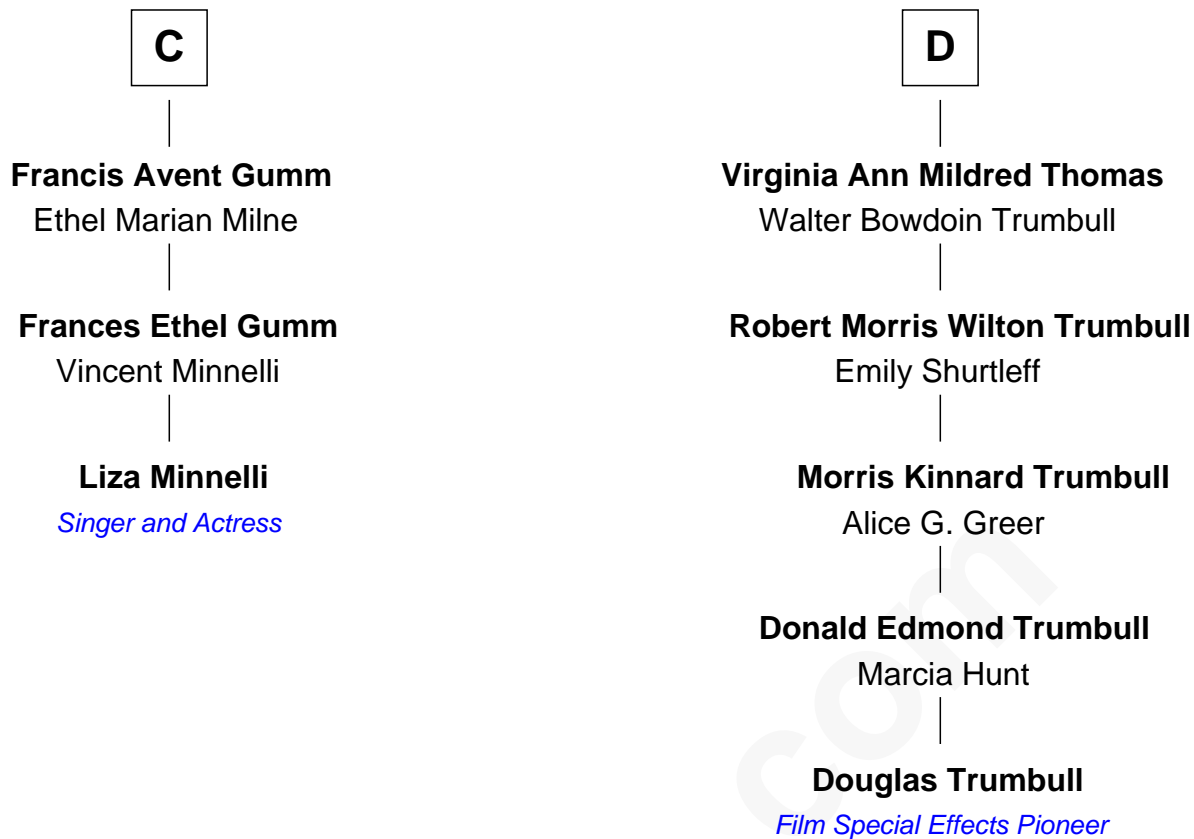 C
Francis Avent Gumm
Ethel Marian Milne
Frances Ethel Gumm
Vincent Minnelli
Liza Minnelli
Singer and Actress
D
Virginia Ann Mildred Thomas
Walter Bowdoin Trumbull
Robert Morris Wilton Trumbull
Emily Shurtleff
Morris Kinnard Trumbull
Alice G. Greer
Donald Edmond Trumbull
Marcia Hunt
Douglas Trumbull
Film Special Effects Pioneer
com